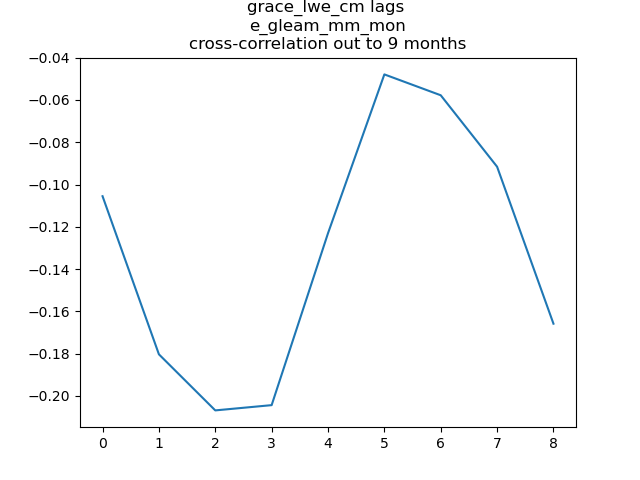 grace_lwe_cm lags
e_gleam_mm_mon
cross-correlation out to 9 months
−0.04
−0.06
−0.08
−0.10
−0.12
−0.14
−0.16
−0.18
−0.20
0 1 2 3 4 5 6 7 8